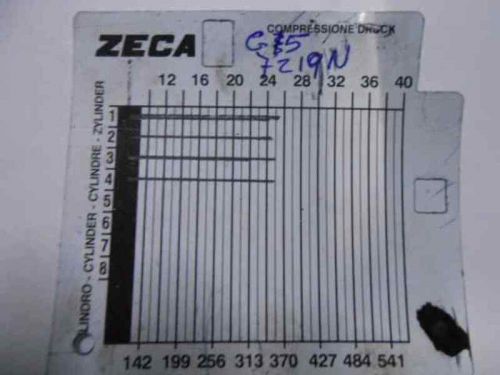 COMPRESSIONE DRUCK
ZECA
7219N
12 16 20 24 28 32 36 40
LINDRO - CYLINDER - CYLINDRE - ZYLINDER
1
2
3
4
5
6
7
8
142 199 256 313 370 427 484 541